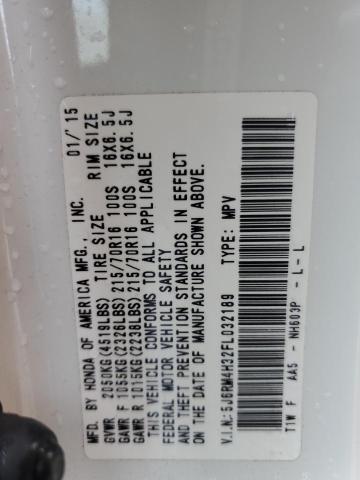 MFD. BY HONDA OF AMERICA MFG., INC. 01/'15
GVWR 2050KG(4519LBS) TIRE SIZE RIM SIZE
GAWR F 1055KG(2326LBS) 215/70R16 100S 16X6.5J
GAWR R 1015KG(2238LBS) 215/70R16 100S 16X6.5J
THIS VEHICLE CONFORMS TO ALL APPLICABLE
FEDERAL MOTOR VEHICLE SAFETY
AND THEFT PREVENTION STANDARDS IN EFFECT
ON THE DATE OF MANUFACTURE SHOWN ABOVE.
V.I.N.: 5J6RM4H32FL032189 TYPE: MPV
T1W F AA5 - NH603P - L - L